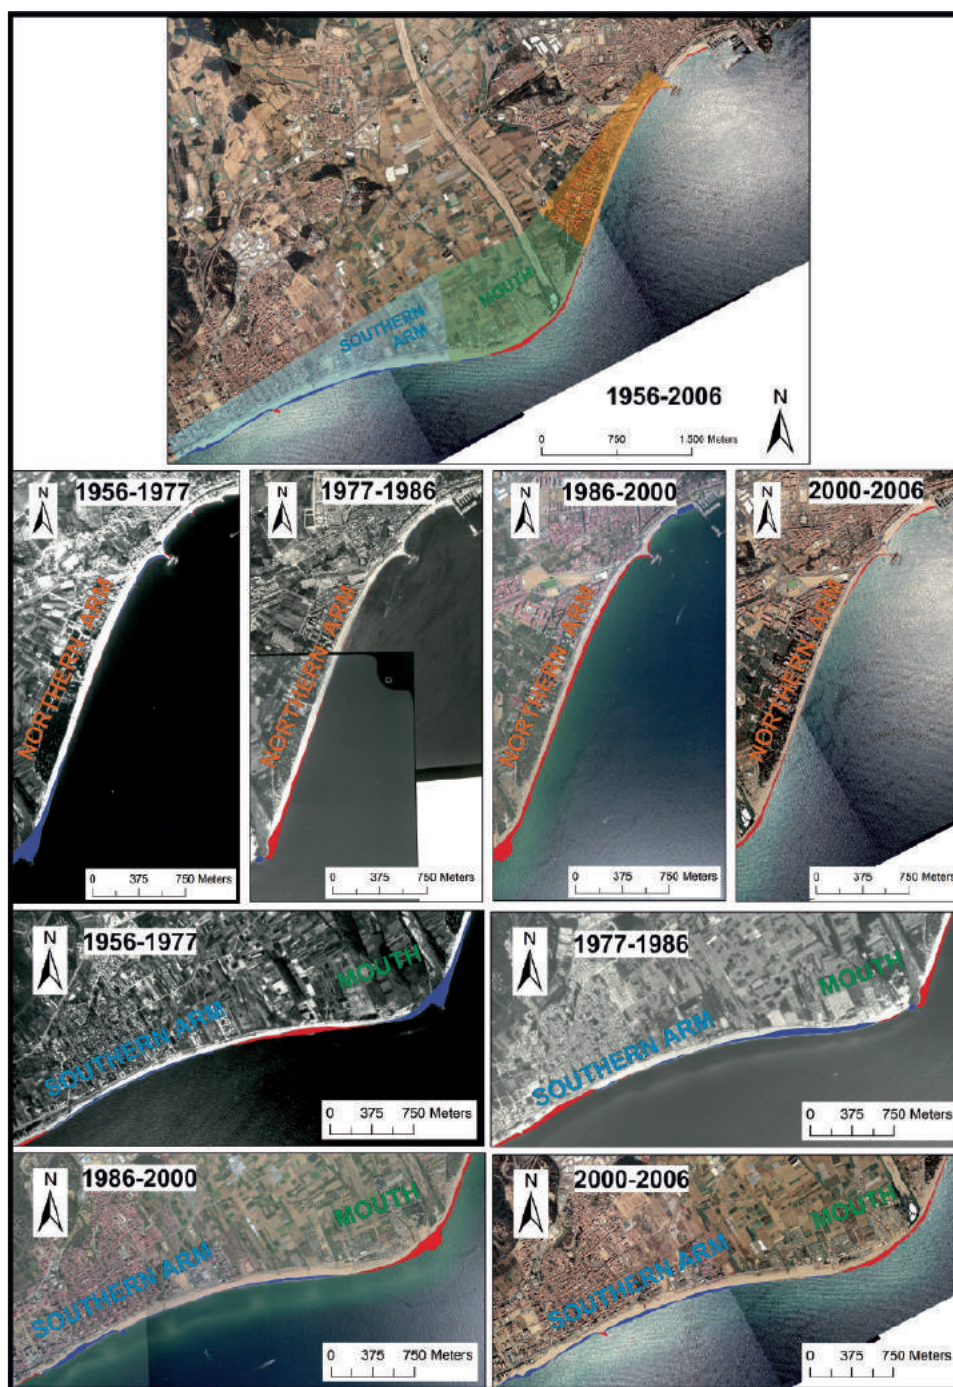 NORTHERN
ARM
MOUTH
SOUTHERN
ARM
1956-2006
N
0 750 1.500 Meters
N
1956-1977
NORTHERN ARM
0 375 750 Meters
N
1977-1986
NORTHERN ARM
0 375 750 Meters
N
1986-2000
NORTHERN ARM
0 375 750 Meters
N
2000-2006
NORTHERN ARM
0 375 750 Meters
N
1956-1977
MOUTH
SOUTHERN ARM
0 375 750 Meters
N
1977-1986
MOUTH
SOUTHERN ARM
0 375 750 Meters
N
1986-2000
MOUTH
SOUTHERN ARM
0 375 750 Meters
N
2000-2006
MOUTH
SOUTHERN ARM
0 375 750 Meters